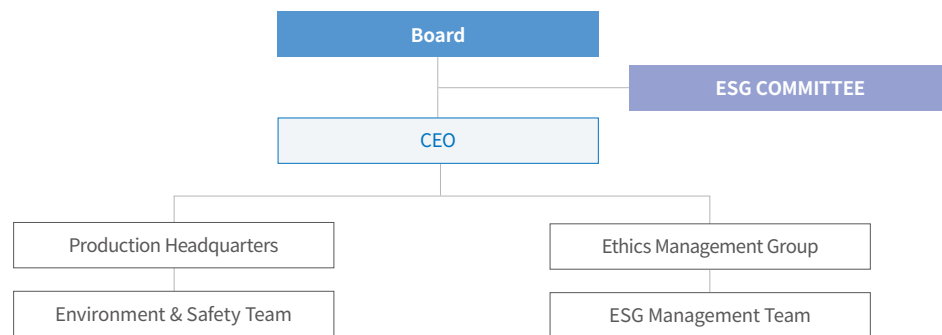 Board
ESG COMMITTEE
CEO
Production Headquarters
Ethics Management Group
Environment & Safety Team
ESG Management Team